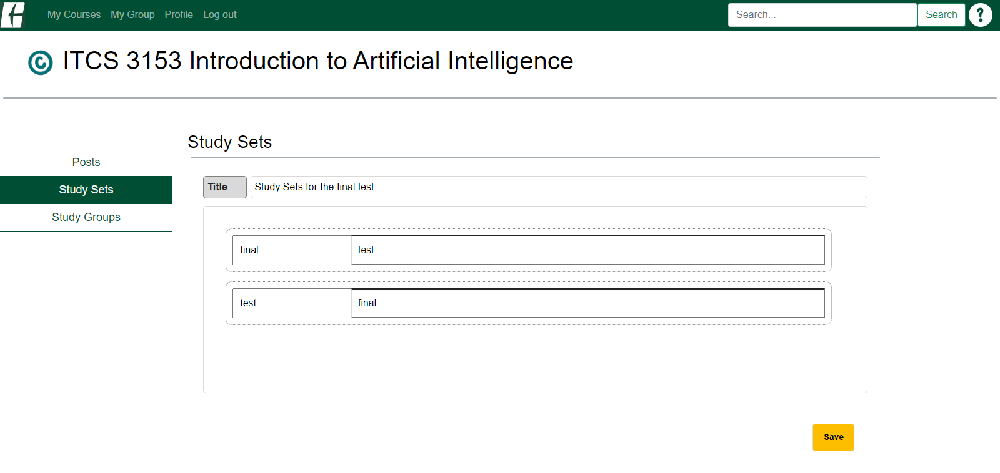 My Courses My Group Profile Log out Search... Search ?
© ITCS 3153 Introduction to Artificial Intelligence
Study Sets
Posts
Study Sets
Study Groups
Title Study Sets for the final test
final test
test final
Save